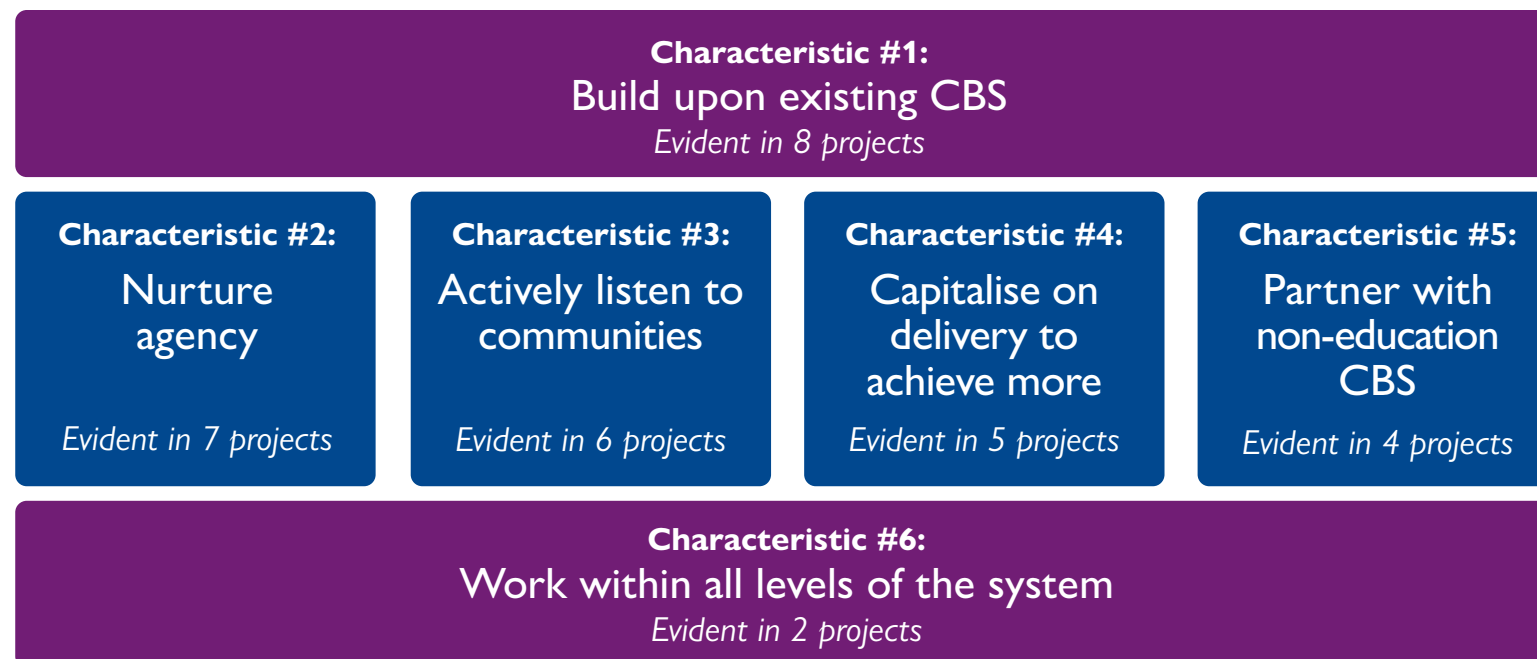 Characteristic #1:
Build upon existing CBS
Evident in 8 projects
Characteristic #2:
Nurture
agency
Evident in 7 projects
Characteristic #3:
Actively listen to
communities
Evident in 6 projects
Characteristic #4:
Capitalise on
delivery to
achieve more
Evident in 5 projects
Characteristic #5:
Partner with
non-education
CBS
Evident in 4 projects
Characteristic #6:
Work within all levels of the system
Evident in 2 projects